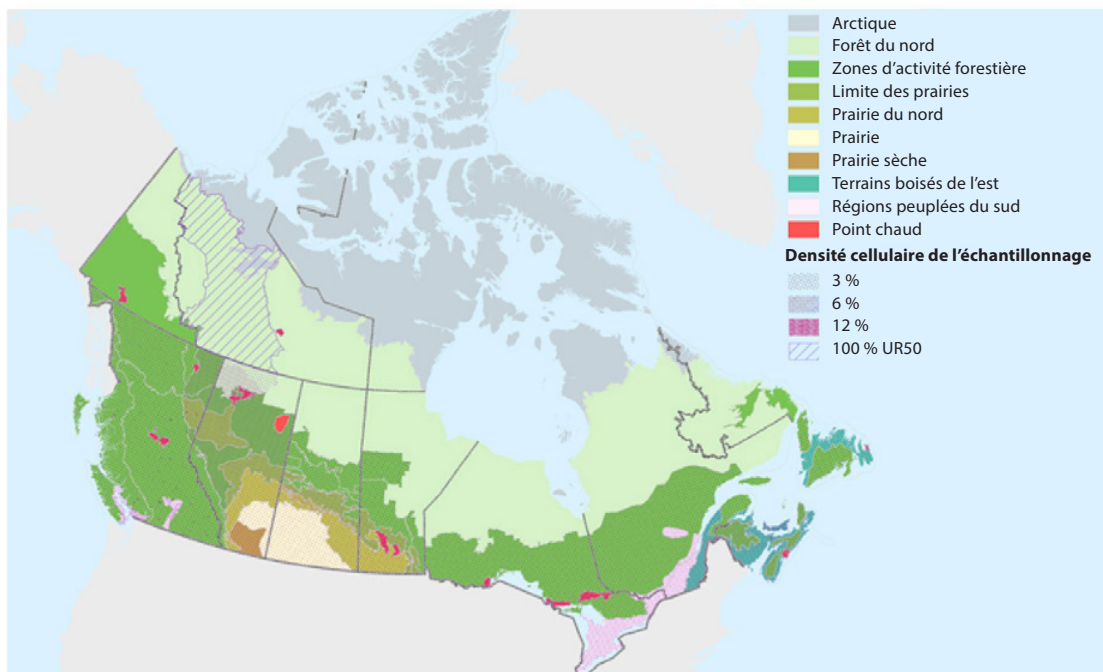 Arctique
Forêt du nord
Zones d’activité forestière
Limite des prairies
Prairie du nord
Prairie
Prairie sèche
Terrains boisés de l’est
Régions peuplées du sud
Point chaud
Densité cellulaire de l’échantillonnage
3 %
6 %
12 %
100 % UR50